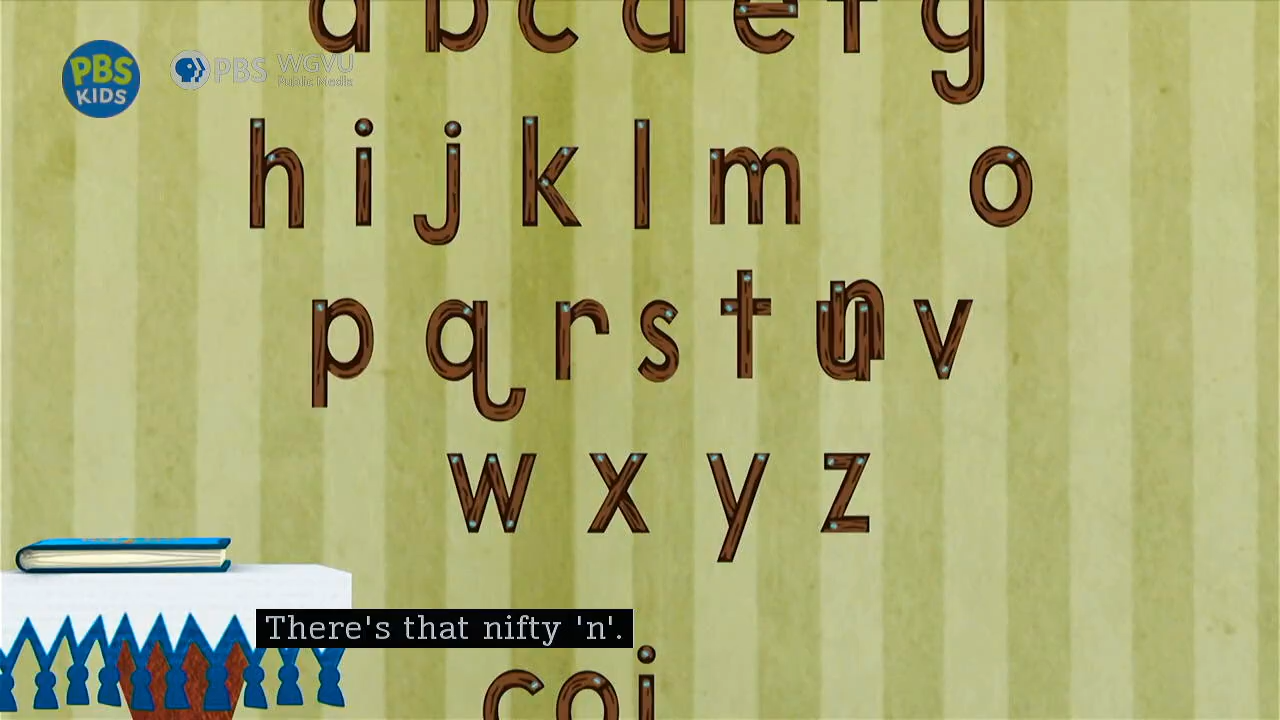 a b c d e f g
PBS KIDS
PBS WGVU
Public Media
h i j k l m o
p q r s t u n v
w x y z
There's that nifty 'n'.
c o i